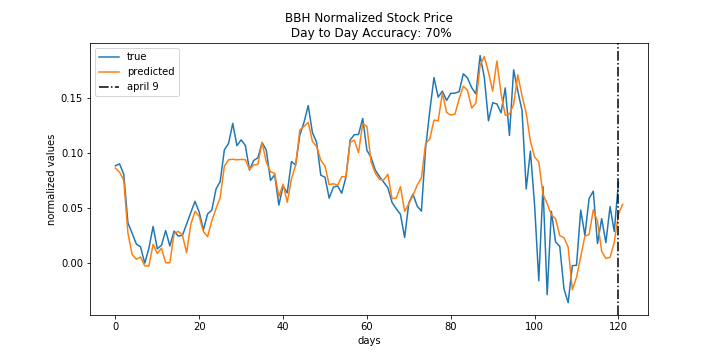 BBH Normalized Stock Price
Day to Day Accuracy: 70%
true
predicted
april 9
normalized values
0.15
0.10
0.05
0.00
0
20
40
60
80
100
120
days